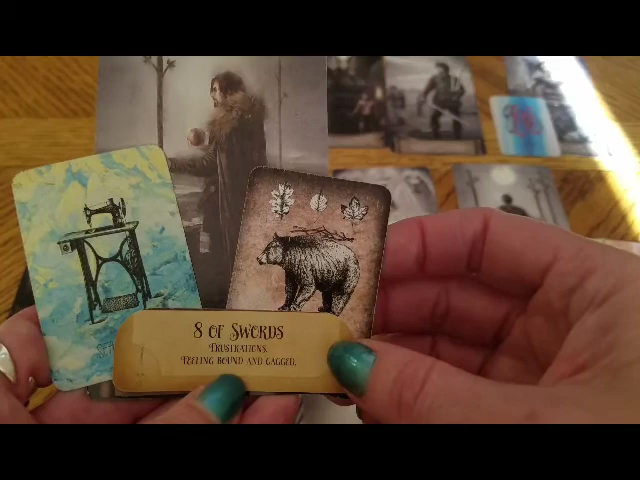 8 of Swords
Frustrations.
Feeling bound and gagged.